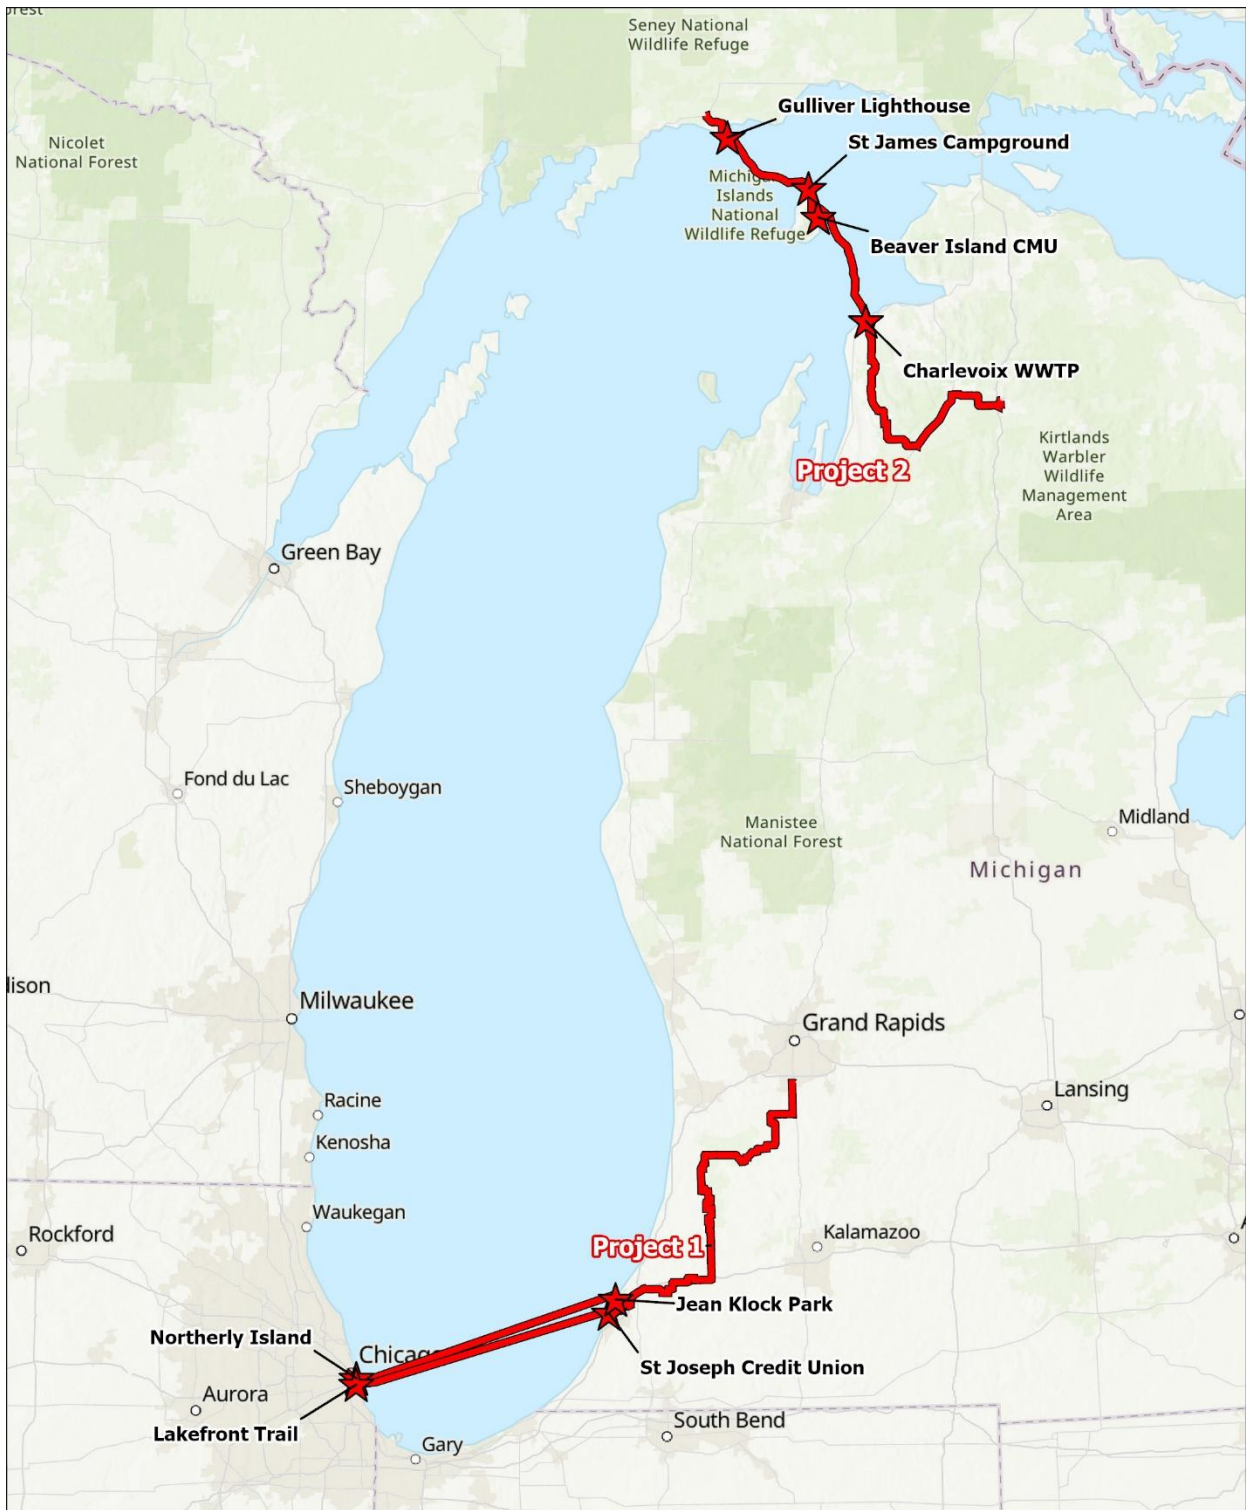 Seney National
Wildlife Refuge
Nicolet
National Forest
Gulliver Lighthouse
St James Campground
Michigan
Islands
National
Wildlife Refuge
Beaver Island CMU
Charlevoix WWTP
Project 2
Kirtlands
Warbler
Wildlife
Management
Area
Green Bay
Fond du Lac
Sheboygan
Midland
Manistee
National Forest
Michigan
Milwaukee
Grand Rapids
Lansing
Racine
Kenosha
Waukegan
Rockford
Kalamazoo
Project 1
Jean Klock Park
Northerly Island
Chicago
St Joseph Credit Union
Aurora
Lakefront Trail
South Bend
Gary